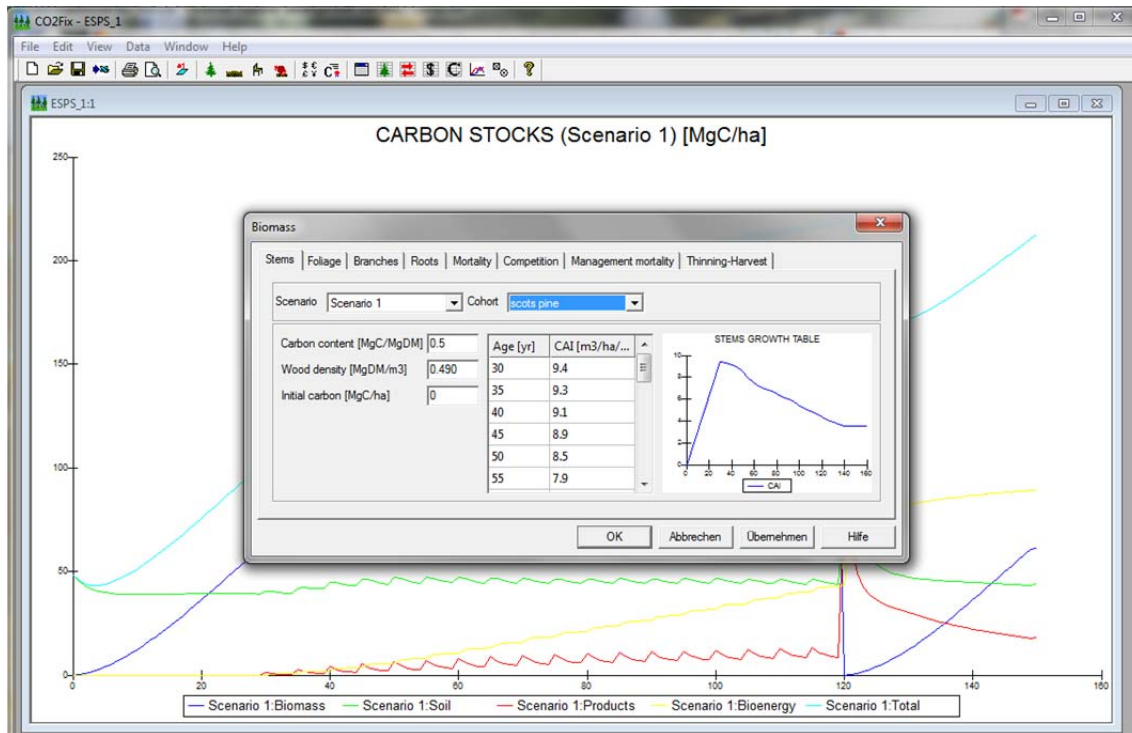 CO2Fix - ESPS_1
File Edit View Data Window Help
ESPS_1:1
CARBON STOCKS (Scenario 1) [MgC/ha]
250
200
150
100
50
0
0 20 40 60 80 100 120 140 160
Scenario 1:Biomass Scenario 1:Soil Scenario 1:Products Scenario 1:Bioenergy Scenario 1:Total
Biomass
Stems Foliage Branches Roots Mortality Competition Management mortality Thinning-Harvest
Scenario Scenario 1 Cohort scots pine
Carbon content [MgC/MgDM] 0.5
Wood density [MgDM/m3] 0.490
Initial carbon [MgC/ha] 0
Age [yr] CAI [m3/ha/...
30 9.4
35 9.3
40 9.1
45 8.9
50 8.5
55 7.9
STEMS GROWTH TABLE
10
8
6
4
2
0
0 20 40 60 80 100 120 140 160
CAI
OK Abbrechen Übernehmen Hilfe